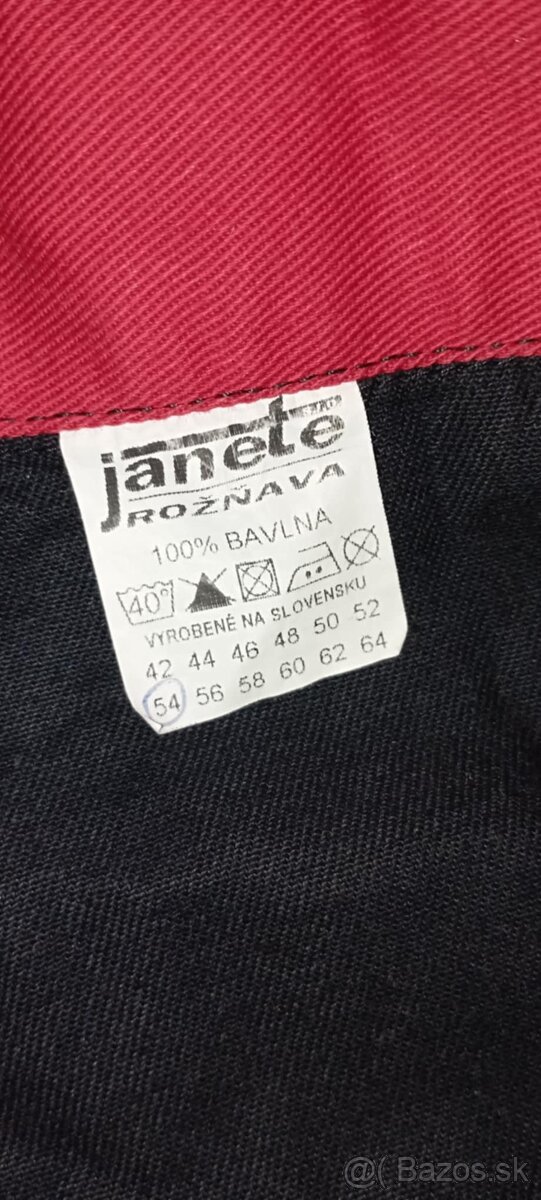 janete
ROŽŇAVA
100% BAVLNA
40°
VYROBENÉ NA SLOVENSKU
42 44 46 48 50 52
54 56 58 60 62 64
@( Bazos.sk